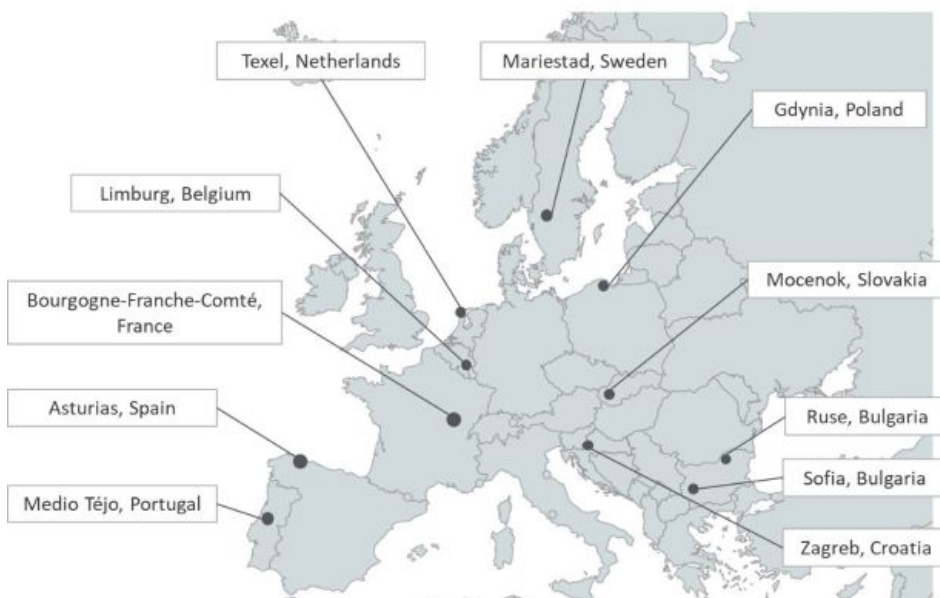 Texel, Netherlands
Mariestad, Sweden
Gdynia, Poland
Limburg, Belgium
Bourgogne-Franche-Comté,
France
Mocenok, Slovakia
Asturias, Spain
Ruse, Bulgaria
Medio Téjo, Portugal
Sofia, Bulgaria
Zagreb, Croatia